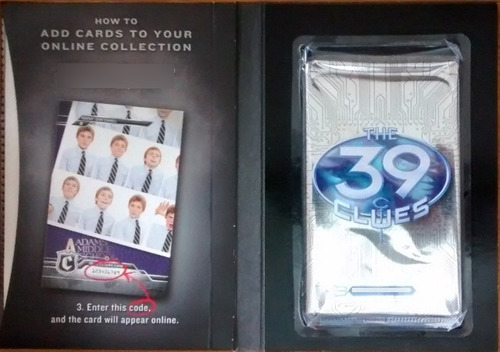 HOW TO
ADD CARDS TO YOUR
ONLINE COLLECTION
ADAMS
MIDDLE
3. Enter this code,
and the card will appear online.
THE
39
CLUES